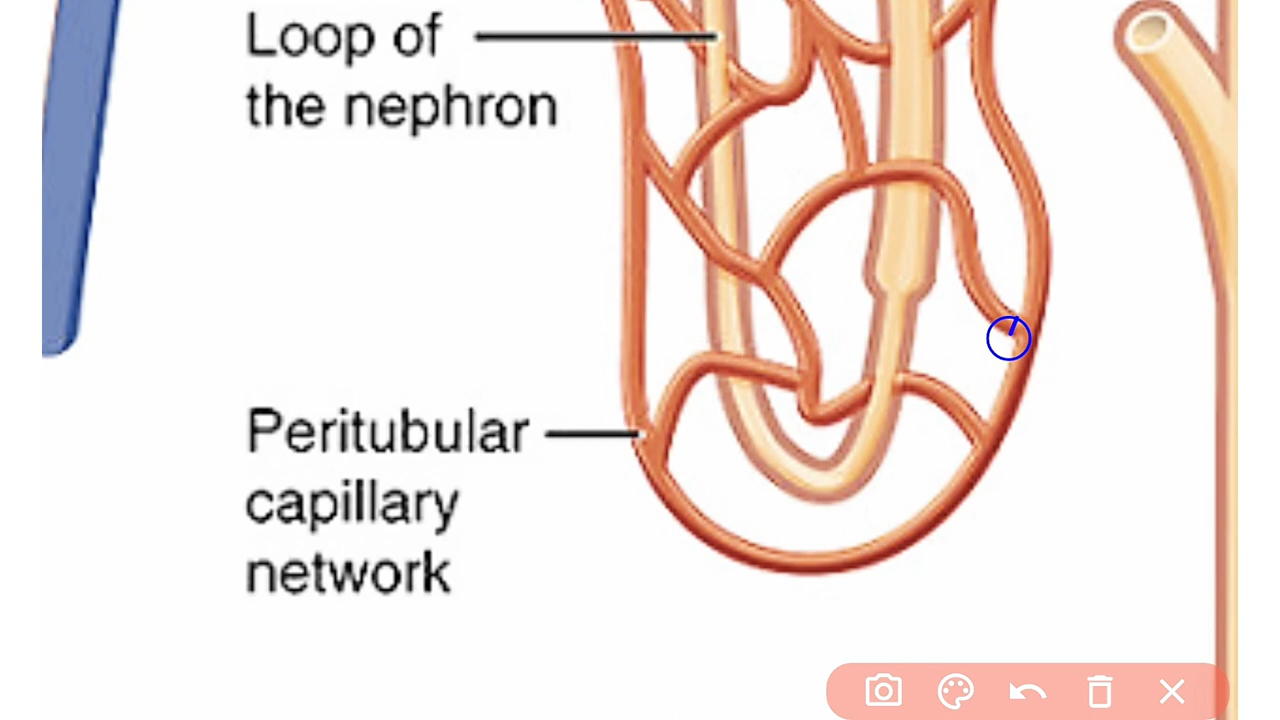 Loop of
the nephron
Peritubular
capillary
network